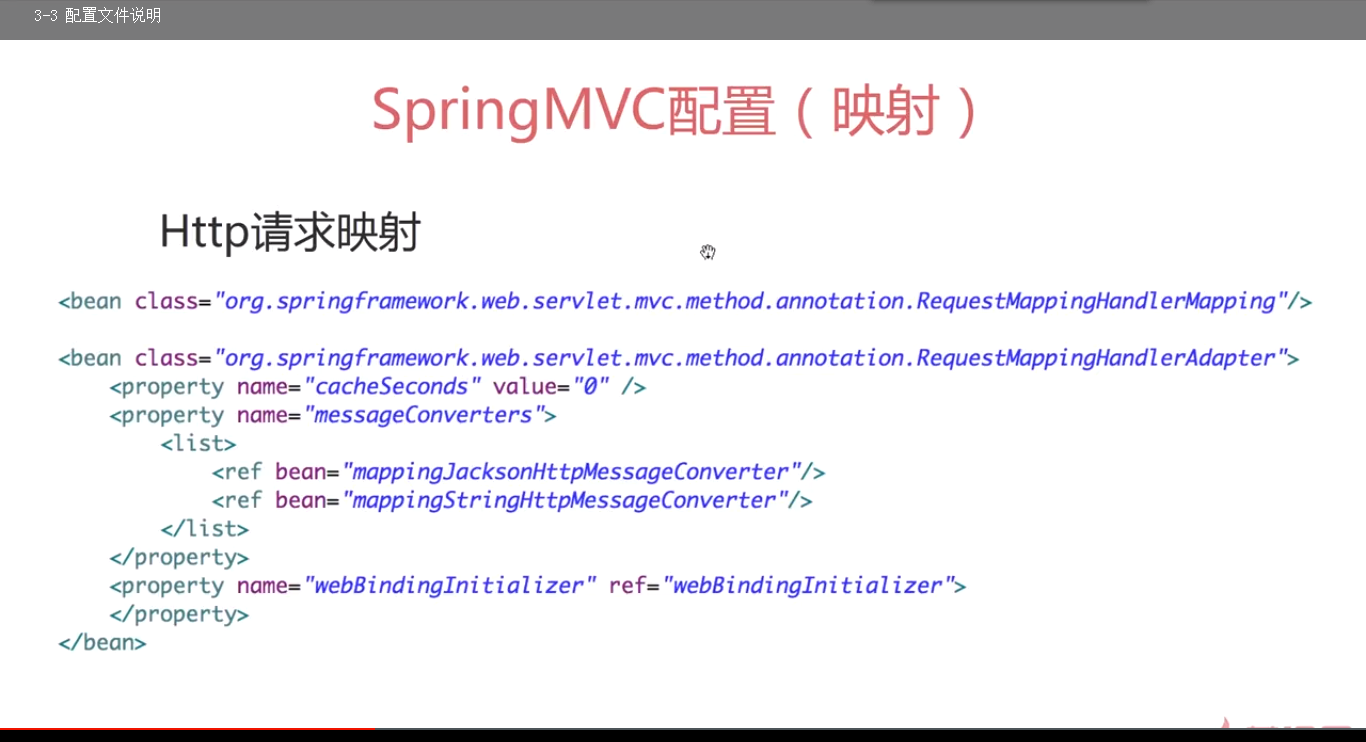 3-3 配置文件说明
SpringMVC配置（映射）
Http请求映射
<bean class="org.springframework.web.servlet.mvc.method.annotation.RequestMappingHandlerMapping"/>
<bean class="org.springframework.web.servlet.mvc.method.annotation.RequestMappingHandlerAdapter">
<property name="cacheSeconds" value="0" />
<property name="messageConverters">
<list>
<ref bean="mappingJacksonHttpMessageConverter"/>
<ref bean="mappingStringHttpMessageConverter"/>
</list>
</property>
<property name="webBindingInitializer" ref="webBindingInitializer">
</property>
</bean>